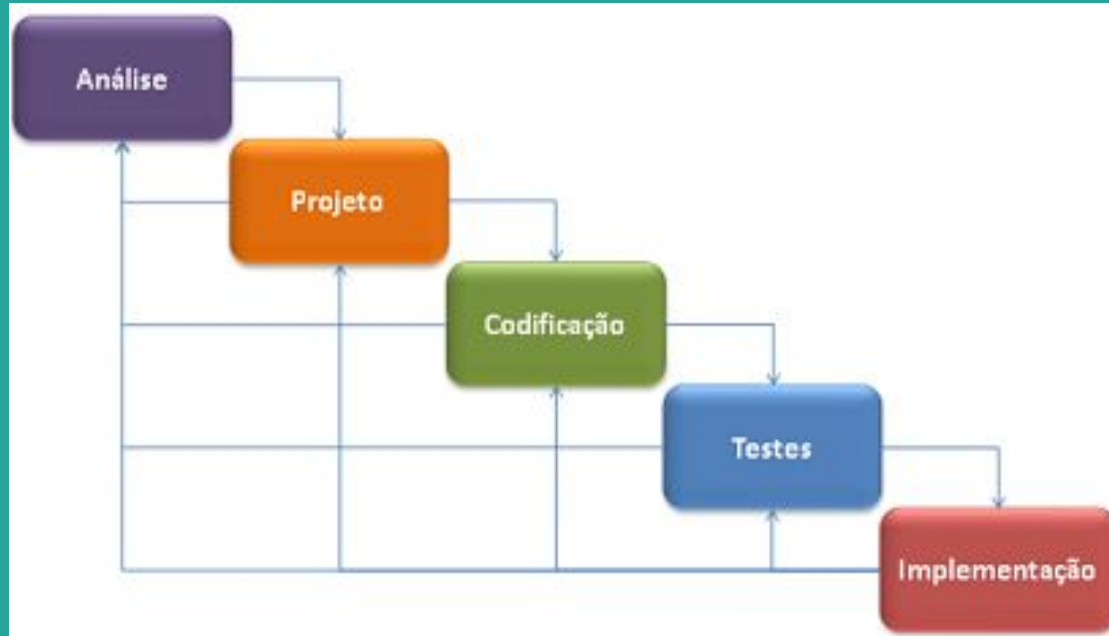 Análise
Projeto
Codificação
Testes
Implementação